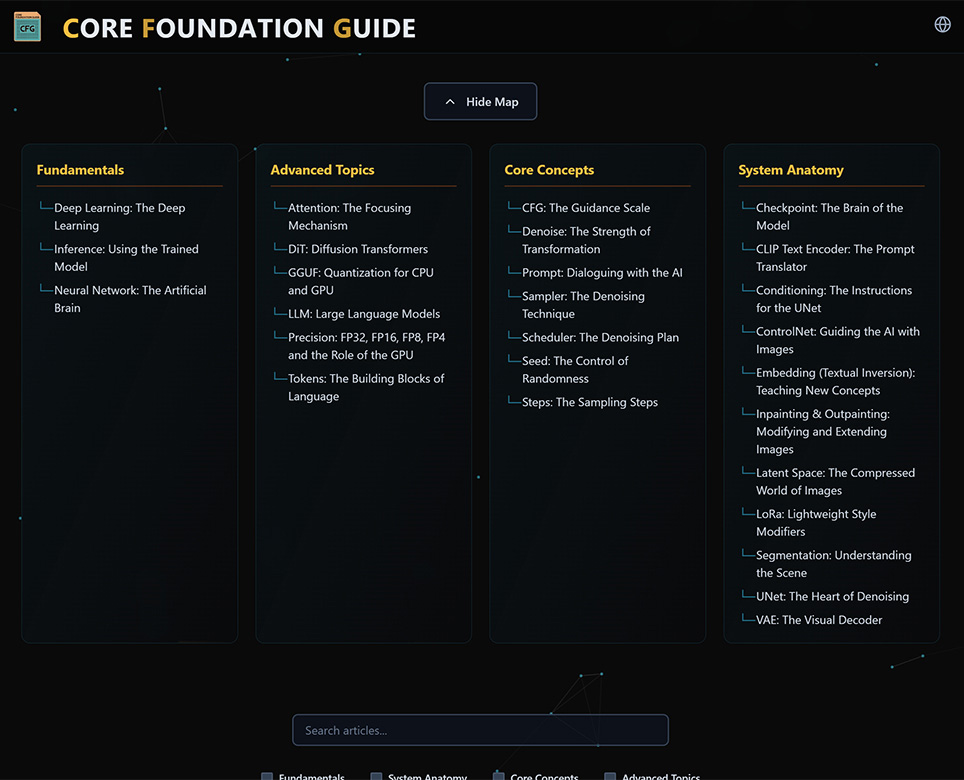 CFG
CORE FOUNDATION GUIDE
Hide Map
Fundamentals
Deep Learning: The Deep
Learning
Inference: Using the Trained
Model
Neural Network: The Artificial
Brain
Advanced Topics
Attention: The Focusing
Mechanism
DiT: Diffusion Transformers
GGUF: Quantization for CPU
and GPU
LLM: Large Language Models
Precision: FP32, FP16, FP8, FP4
and the Role of the GPU
Tokens: The Building Blocks of
Language
Core Concepts
CFG: The Guidance Scale
Denoise: The Strength of
Transformation
Prompt: Dialoguing with the AI
Sampler: The Denoising
Technique
Scheduler: The Denoising Plan
Seed: The Control of
Randomness
Steps: The Sampling Steps
System Anatomy
Checkpoint: The Brain of the
Model
CLIP Text Encoder: The Prompt
Translator
Conditioning: The Instructions
for the UNet
ControlNet: Guiding the AI with
Images
Embedding (Textual Inversion):
Teaching New Concepts
Inpainting & Outpainting:
Modifying and Extending
Images
Latent Space: The Compressed
World of Images
LoRa: Lightweight Style
Modifiers
Segmentation: Understanding
the Scene
UNet: The Heart of Denoising
VAE: The Visual Decoder
Search articles...
Fundamentals System Anatomy Core Concepts Advanced Topics